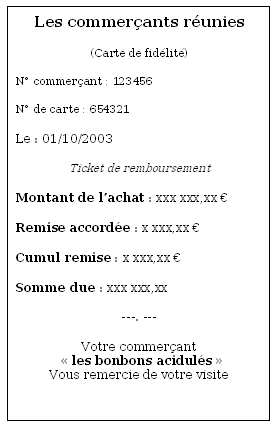 Les commerçants réunies
(Carte de fidélité)
N° commerçant : 123456
N° de carte : 654321
Le : 01/10/2003
Ticket de remboursement
Montant de l’achat : xxx xxx,xx €
Remise accordée : x xxx,xx €
Cumul remise : x xxx,xx €
Somme due : xxx xxx,xx
---. ---
Votre commerçant
« les bonbons acidulés »
Vous remercie de votre visite